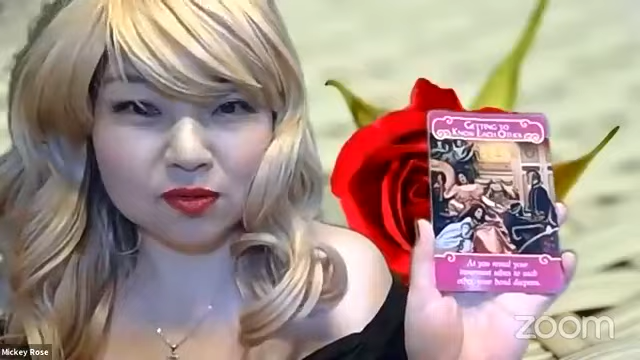 GETTING TO
KNOW EACH OTHER
As you reveal your
innermost selves to each
other, your bond deepens.
Mickey Rose
zoom